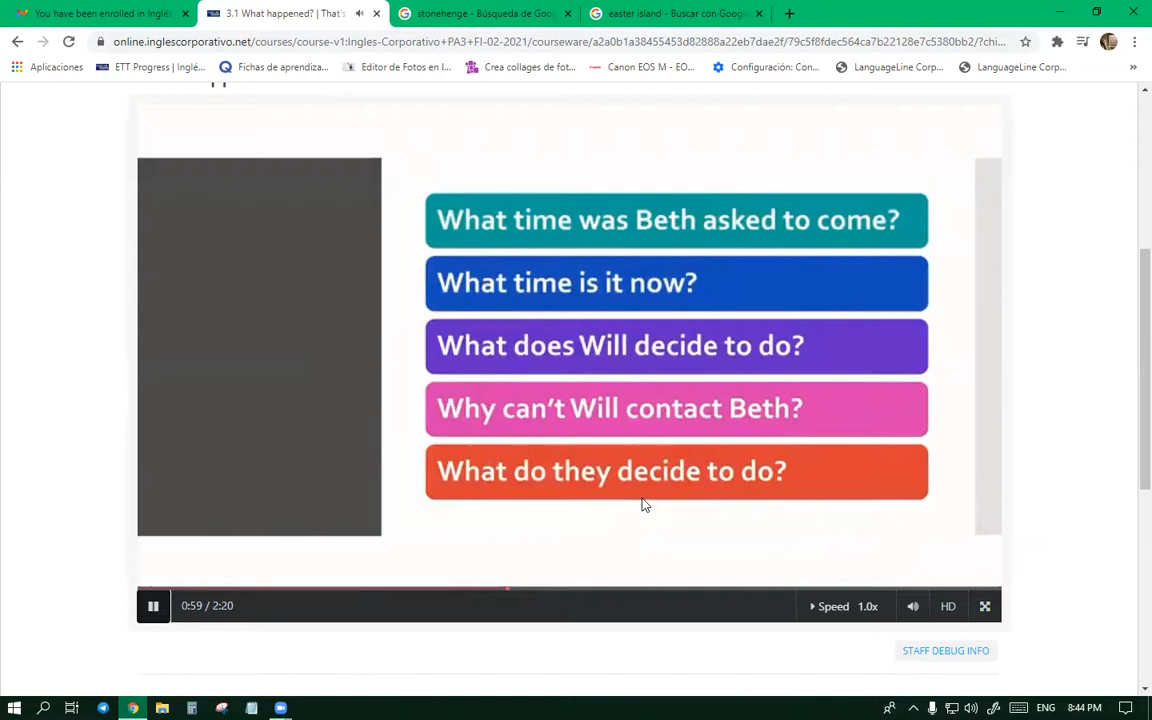 You have been enrolled in Inglés
3.1 What happened? | That's
stonehenge - Búsqueda de Goo
easter island - Buscar con Google
online.inglescorporativo.net/courses/course-v1:Ingles-Corporativo+PA3+FI-02-2021/courseware/a2a0b1a38455453d82888a22eb7dae2f/79c5f8fdec564ca7b22128e7c5380bb2/?chi...
Aplicaciones
ETT Progress | Inglé...
Fichas de aprendiza...
Editor de Fotos en l...
Crea collages de fot...
Canon EOS M - EO...
Configuración: Con...
LanguageLine Corp...
LanguageLine Corp...
What time was Beth asked to come?
What time is it now?
What does Will decide to do?
Why can't Will contact Beth?
What do they decide to do?
0:59 / 2:20
Speed 1.0x
HD
STAFF DEBUG INFO
ENG
8:44 PM